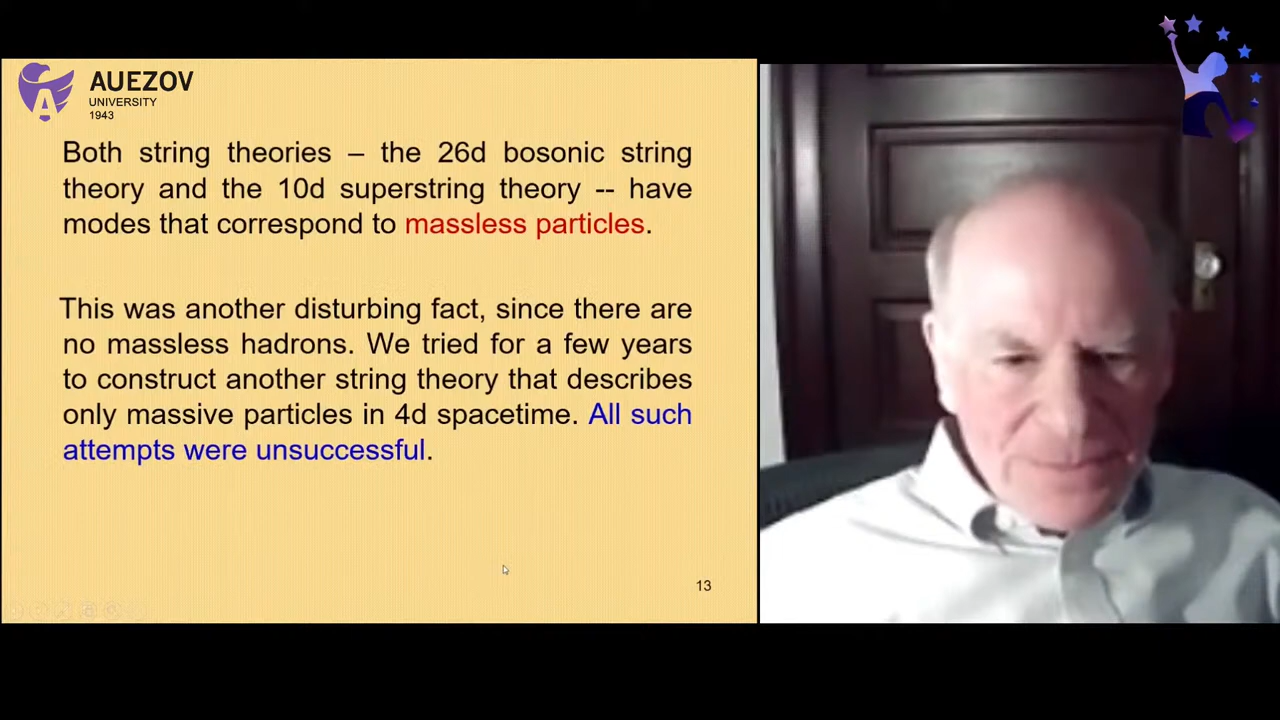 AUEZOV
UNIVERSITY
1943
Both string theories – the 26d bosonic string
theory and the 10d superstring theory -- have
modes that correspond to massless particles.
This was another disturbing fact, since there are
no massless hadrons. We tried for a few years
to construct another string theory that describes
only massive particles in 4d spacetime. All such
attempts were unsuccessful.
13